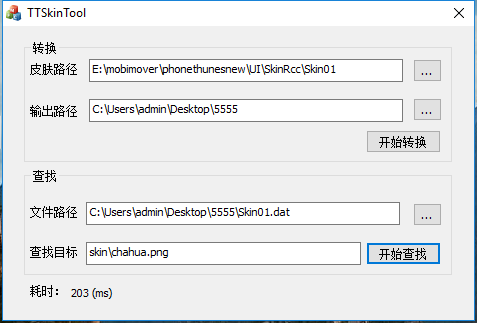 TTSkinTool
转换
皮肤路径 E:\mobimover\phonethunesnew\UI\SkinRcc\Skin01 ...
输出路径 C:\Users\admin\Desktop\5555 ...
开始转换
查找
文件路径 C:\Users\admin\Desktop\5555\Skin01.dat ...
查找目标 skin\chahua.png 开始查找
耗时： 203 (ms)